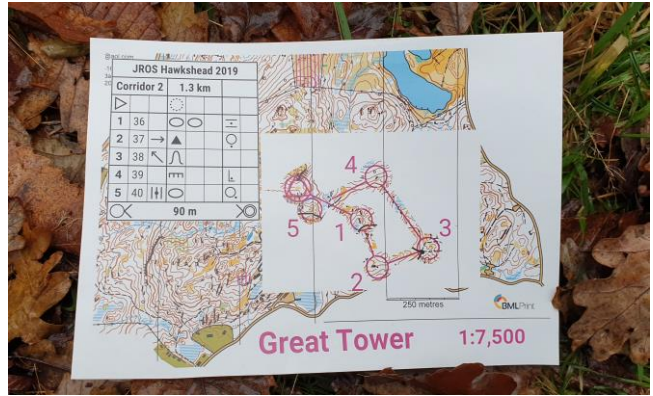 JROS Hawkshead 2019
Corridor 2 1.3 km
1 36
2 37
3 38
4 39
5 40
90 m
4
5
1
3
2
250 metres
BMLPrint
Great Tower 1:7,500